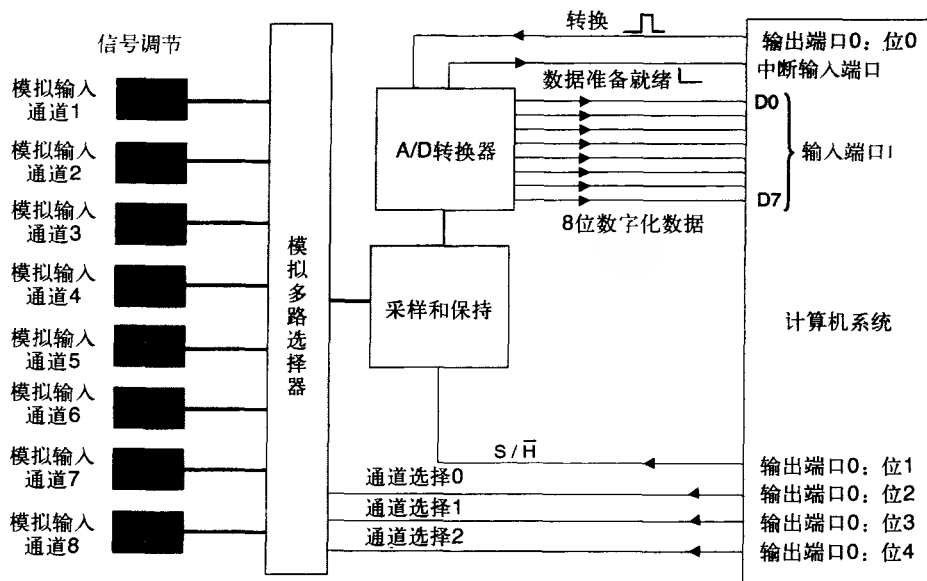 信号调节
模拟输入
通道1
模拟输入
通道2
模拟输入
通道3
模拟输入
通道4
模拟输入
通道5
模拟输入
通道6
模拟输入
通道7
模拟输入
通道8
模拟多路选择器
转换
数据准备就绪
A/D转换器
8位数字化数据
采样和保持
S / H̅
通道选择0
通道选择1
通道选择2
输出端口0：位0
中断输入端口
D0
输入端口1
D7
计算机系统
输出端口0：位1
输出端口0：位2
输出端口0：位3
输出端口0：位4